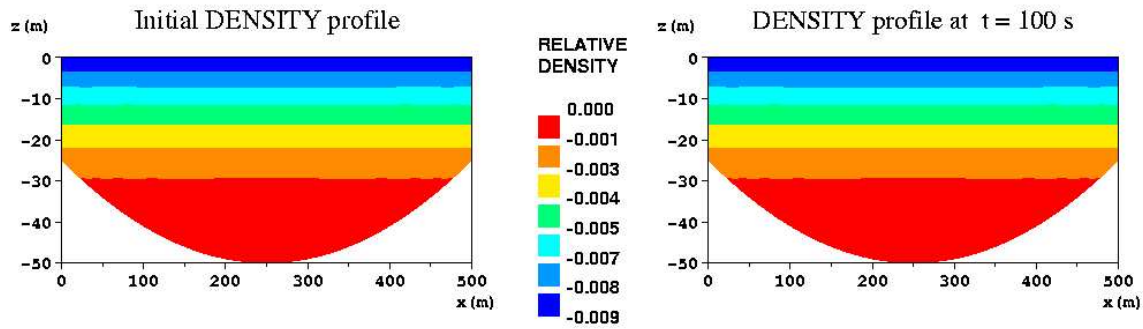 Initial DENSITY profile
z (m)
0
-10
-20
-30
-40
-50
0 100 200 300 400 500
x (m)
RELATIVE
DENSITY
0.000
-0.001
-0.003
-0.004
-0.005
-0.007
-0.008
-0.009
DENSITY profile at t = 100 s
z (m)
0
-10
-20
-30
-40
-50
0 100 200 300 400 500
x (m)